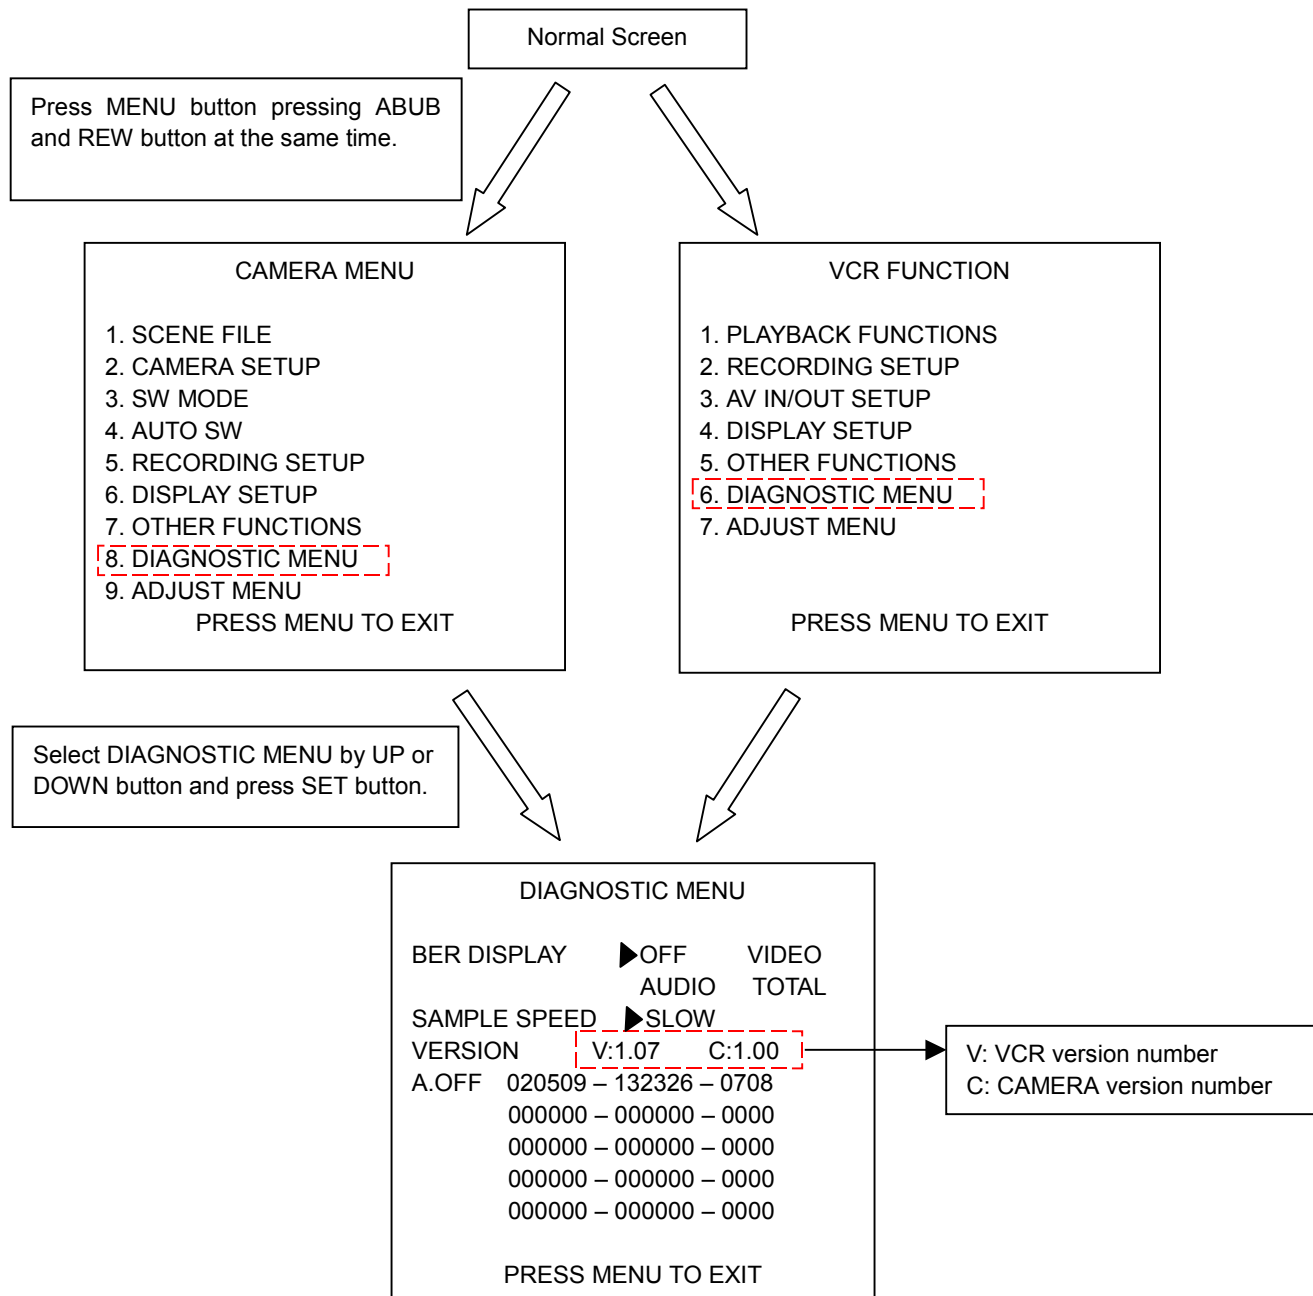 Normal Screen
Press MENU button pressing ABUB
and REW button at the same time.
CAMERA MENU
1. SCENE FILE
2. CAMERA SETUP
3. SW MODE
4. AUTO SW
5. RECORDING SETUP
6. DISPLAY SETUP
7. OTHER FUNCTIONS
8. DIAGNOSTIC MENU
9. ADJUST MENU
PRESS MENU TO EXIT
VCR FUNCTION
1. PLAYBACK FUNCTIONS
2. RECORDING SETUP
3. AV IN/OUT SETUP
4. DISPLAY SETUP
5. OTHER FUNCTIONS
6. DIAGNOSTIC MENU
7. ADJUST MENU
PRESS MENU TO EXIT
Select DIAGNOSTIC MENU by UP or
DOWN button and press SET button.
DIAGNOSTIC MENU
BER DISPLAY ▶OFF VIDEO
AUDIO TOTAL
SAMPLE SPEED ▶SLOW
VERSION V:1.07 C:1.00
A.OFF 020509 – 132326 – 0708
000000 – 000000 – 0000
000000 – 000000 – 0000
000000 – 000000 – 0000
000000 – 000000 – 0000
PRESS MENU TO EXIT
V: VCR version number
C: CAMERA version number